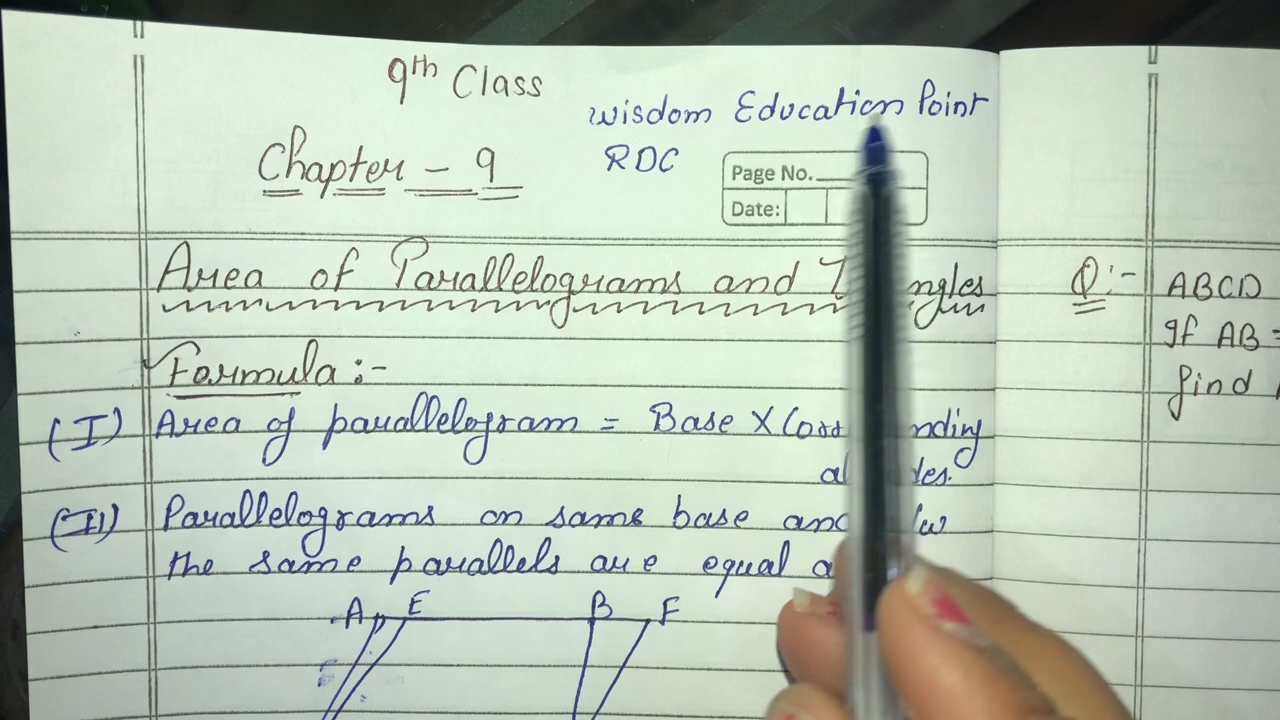 9th Class
Wisdom Education Point
RDC
Chapter - 9
Page No.
Date:
Area of Parallelograms and
Formula :-
(I) Area of parallelogram = Base X
(II) Parallelograms on same base
the same parallels are equal
A E B F
Q:- ABCD
If AB =
find